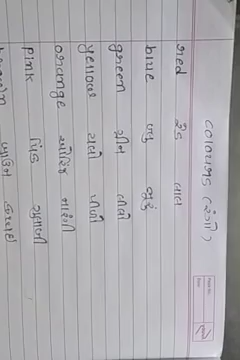 colours (રંગો)
red રેડ લાલ
blue બ્લુ ભૂરું
green ગ્રીન લીલો
yellow યલો પીળો
orange ઓરેંજ નારંગી
pink પિંક ગુલાબી